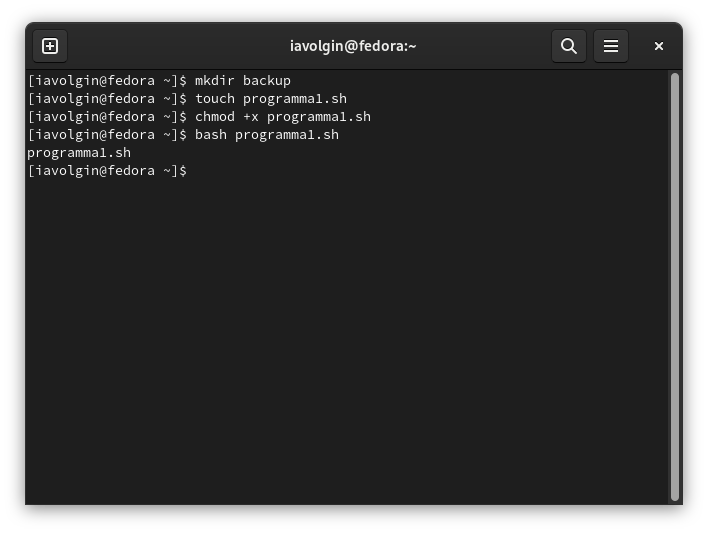 iavolgin@fedora:~
[iavolgin@fedora ~]$ mkdir backup
[iavolgin@fedora ~]$ touch programma1.sh
[iavolgin@fedora ~]$ chmod +x programma1.sh
[iavolgin@fedora ~]$ bash programma1.sh
programma1.sh
[iavolgin@fedora ~]$